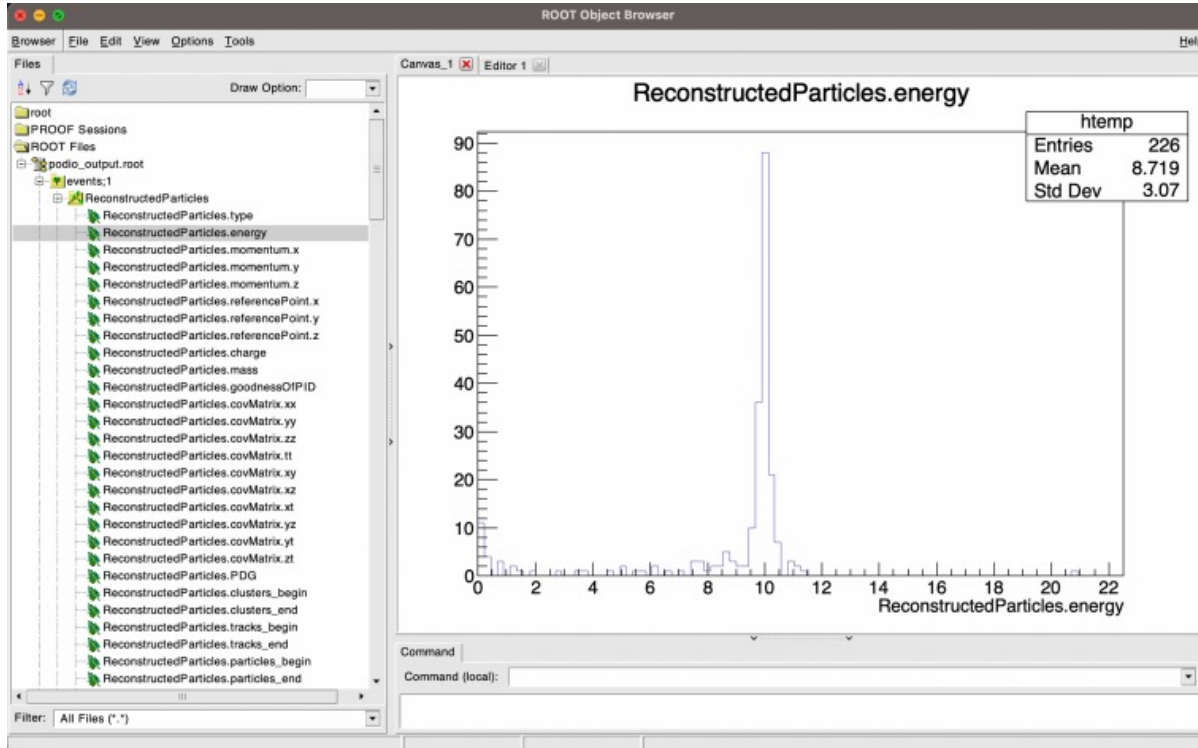 ROOT Object Browser
Browser File Edit View Options Tools
Files
Draw Option:
root
PROOF Sessions
ROOT Files
podio_output.root
events;1
ReconstructedParticles
ReconstructedParticles.type
ReconstructedParticles.energy
ReconstructedParticles.momentum.x
ReconstructedParticles.momentum.y
ReconstructedParticles.momentum.z
ReconstructedParticles.referencePoint.x
ReconstructedParticles.referencePoint.y
ReconstructedParticles.referencePoint.z
ReconstructedParticles.charge
ReconstructedParticles.mass
ReconstructedParticles.goodnessOfPID
ReconstructedParticles.covMatrix.xx
ReconstructedParticles.covMatrix.yy
ReconstructedParticles.covMatrix.zz
ReconstructedParticles.covMatrix.tt
ReconstructedParticles.covMatrix.xy
ReconstructedParticles.covMatrix.xz
ReconstructedParticles.covMatrix.xt
ReconstructedParticles.covMatrix.yz
ReconstructedParticles.covMatrix.yt
ReconstructedParticles.covMatrix.zt
ReconstructedParticles.PDG
ReconstructedParticles.clusters_begin
ReconstructedParticles.clusters_end
ReconstructedParticles.tracks_begin
ReconstructedParticles.tracks_end
ReconstructedParticles.particles_begin
ReconstructedParticles.particles_end
Filter: All Files (*.*)
Canvas_1 Editor 1
ReconstructedParticles.energy
htemp
Entries 226
Mean 8.719
Std Dev 3.07
90
80
70
60
50
40
30
20
10
0
0 2 4 6 8 10 12 14 16 18 20 22
ReconstructedParticles.energy
Command
Command (local):